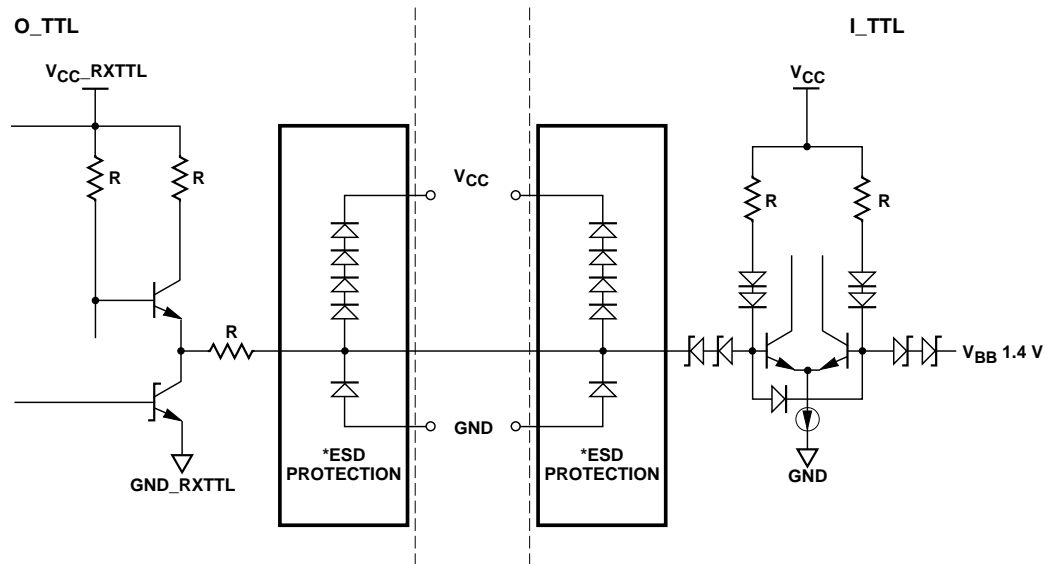 O_TTL
I_TTL
VCC_RXTTL
VCC
VCC
R
R
R
R
R
VBB 1.4 V
GND
*ESD
PROTECTION
*ESD
PROTECTION
GND_RXTTL
GND